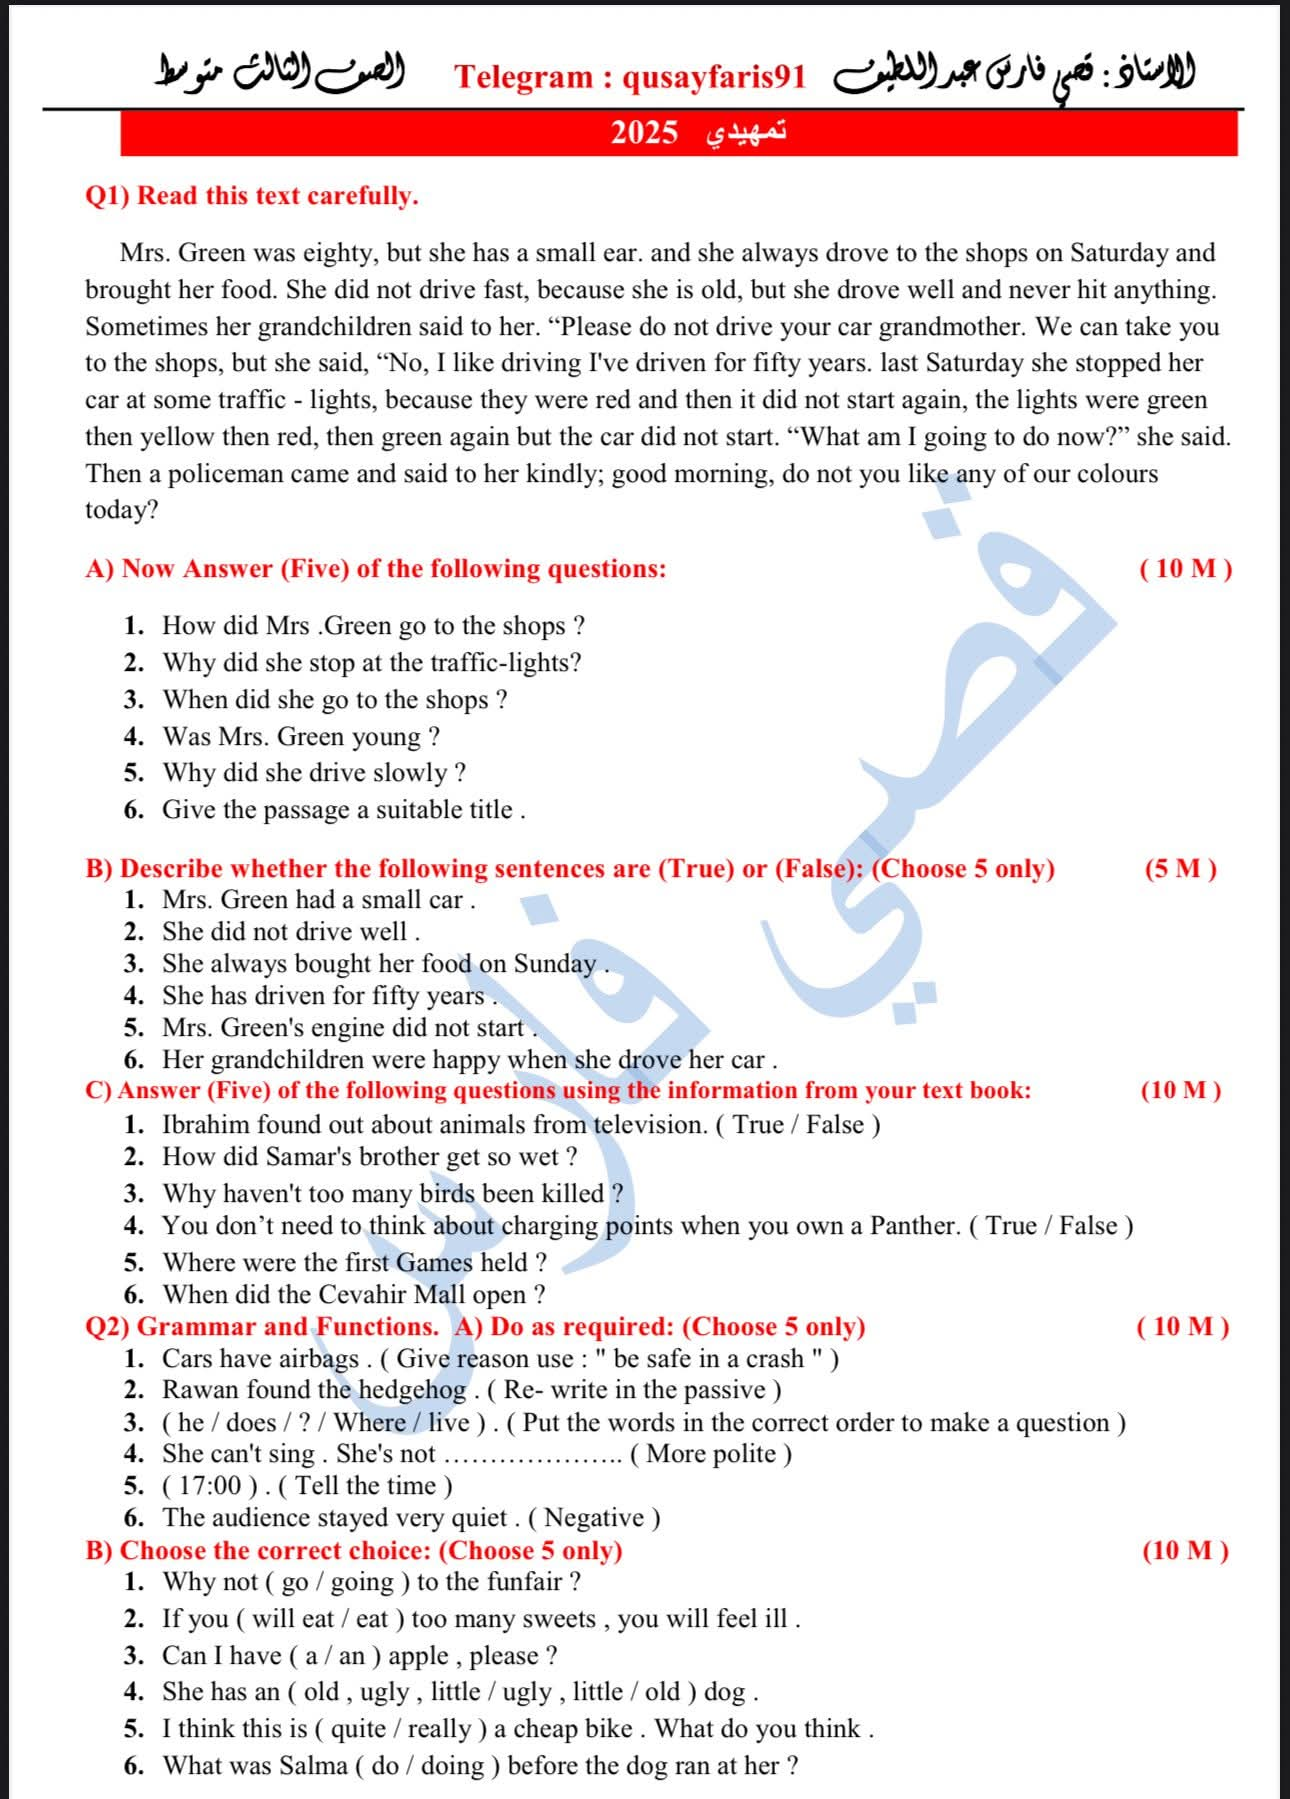 الاستاذ : قصي فارس عبد اللطيف Telegram : qusayfaris91 الصف الثالث متوسط
تمهيدي 2025
Q1) Read this text carefully.
Mrs. Green was eighty, but she has a small ear. and she always drove to the shops on Saturday and
brought her food. She did not drive fast, because she is old, but she drove well and never hit anything.
Sometimes her grandchildren said to her. “Please do not drive your car grandmother. We can take you
to the shops, but she said, “No, I like driving I've driven for fifty years. last Saturday she stopped her
car at some traffic - lights, because they were red and then it did not start again, the lights were green
then yellow then red, then green again but the car did not start. “What am I going to do now?” she said.
Then a policeman came and said to her kindly; good morning, do not you like any of our colours
today?
A) Now Answer (Five) of the following questions: ( 10 M )
1. How did Mrs .Green go to the shops ?
2. Why did she stop at the traffic-lights?
3. When did she go to the shops ?
4. Was Mrs. Green young ?
5. Why did she drive slowly ?
6. Give the passage a suitable title .
B) Describe whether the following sentences are (True) or (False): (Choose 5 only) (5 M )
1. Mrs. Green had a small car .
2. She did not drive well .
3. She always bought her food on Sunday .
4. She has driven for fifty years .
5. Mrs. Green's engine did not start .
6. Her grandchildren were happy when she drove her car .
C) Answer (Five) of the following questions using the information from your text book: (10 M )
1. Ibrahim found out about animals from television. ( True / False )
2. How did Samar's brother get so wet ?
3. Why haven't too many birds been killed ?
4. You don’t need to think about charging points when you own a Panther. ( True / False )
5. Where were the first Games held ?
6. When did the Cevahir Mall open ?
Q2) Grammar and Functions. A) Do as required: (Choose 5 only) ( 10 M )
1. Cars have airbags . ( Give reason use : " be safe in a crash " )
2. Rawan found the hedgehog . ( Re- write in the passive )
3. ( he / does / ? / Where / live ) . ( Put the words in the correct order to make a question )
4. She can't sing . She's not …………………. ( More polite )
5. ( 17:00 ) . ( Tell the time )
6. The audience stayed very quiet . ( Negative )
B) Choose the correct choice: (Choose 5 only) (10 M )
1. Why not ( go / going ) to the funfair ?
2. If you ( will eat / eat ) too many sweets , you will feel ill .
3. Can I have ( a / an ) apple , please ?
4. She has an ( old , ugly , little / ugly , little / old ) dog .
5. I think this is ( quite / really ) a cheap bike . What do you think .
6. What was Salma ( do / doing ) before the dog ran at her ?
قصي فارس